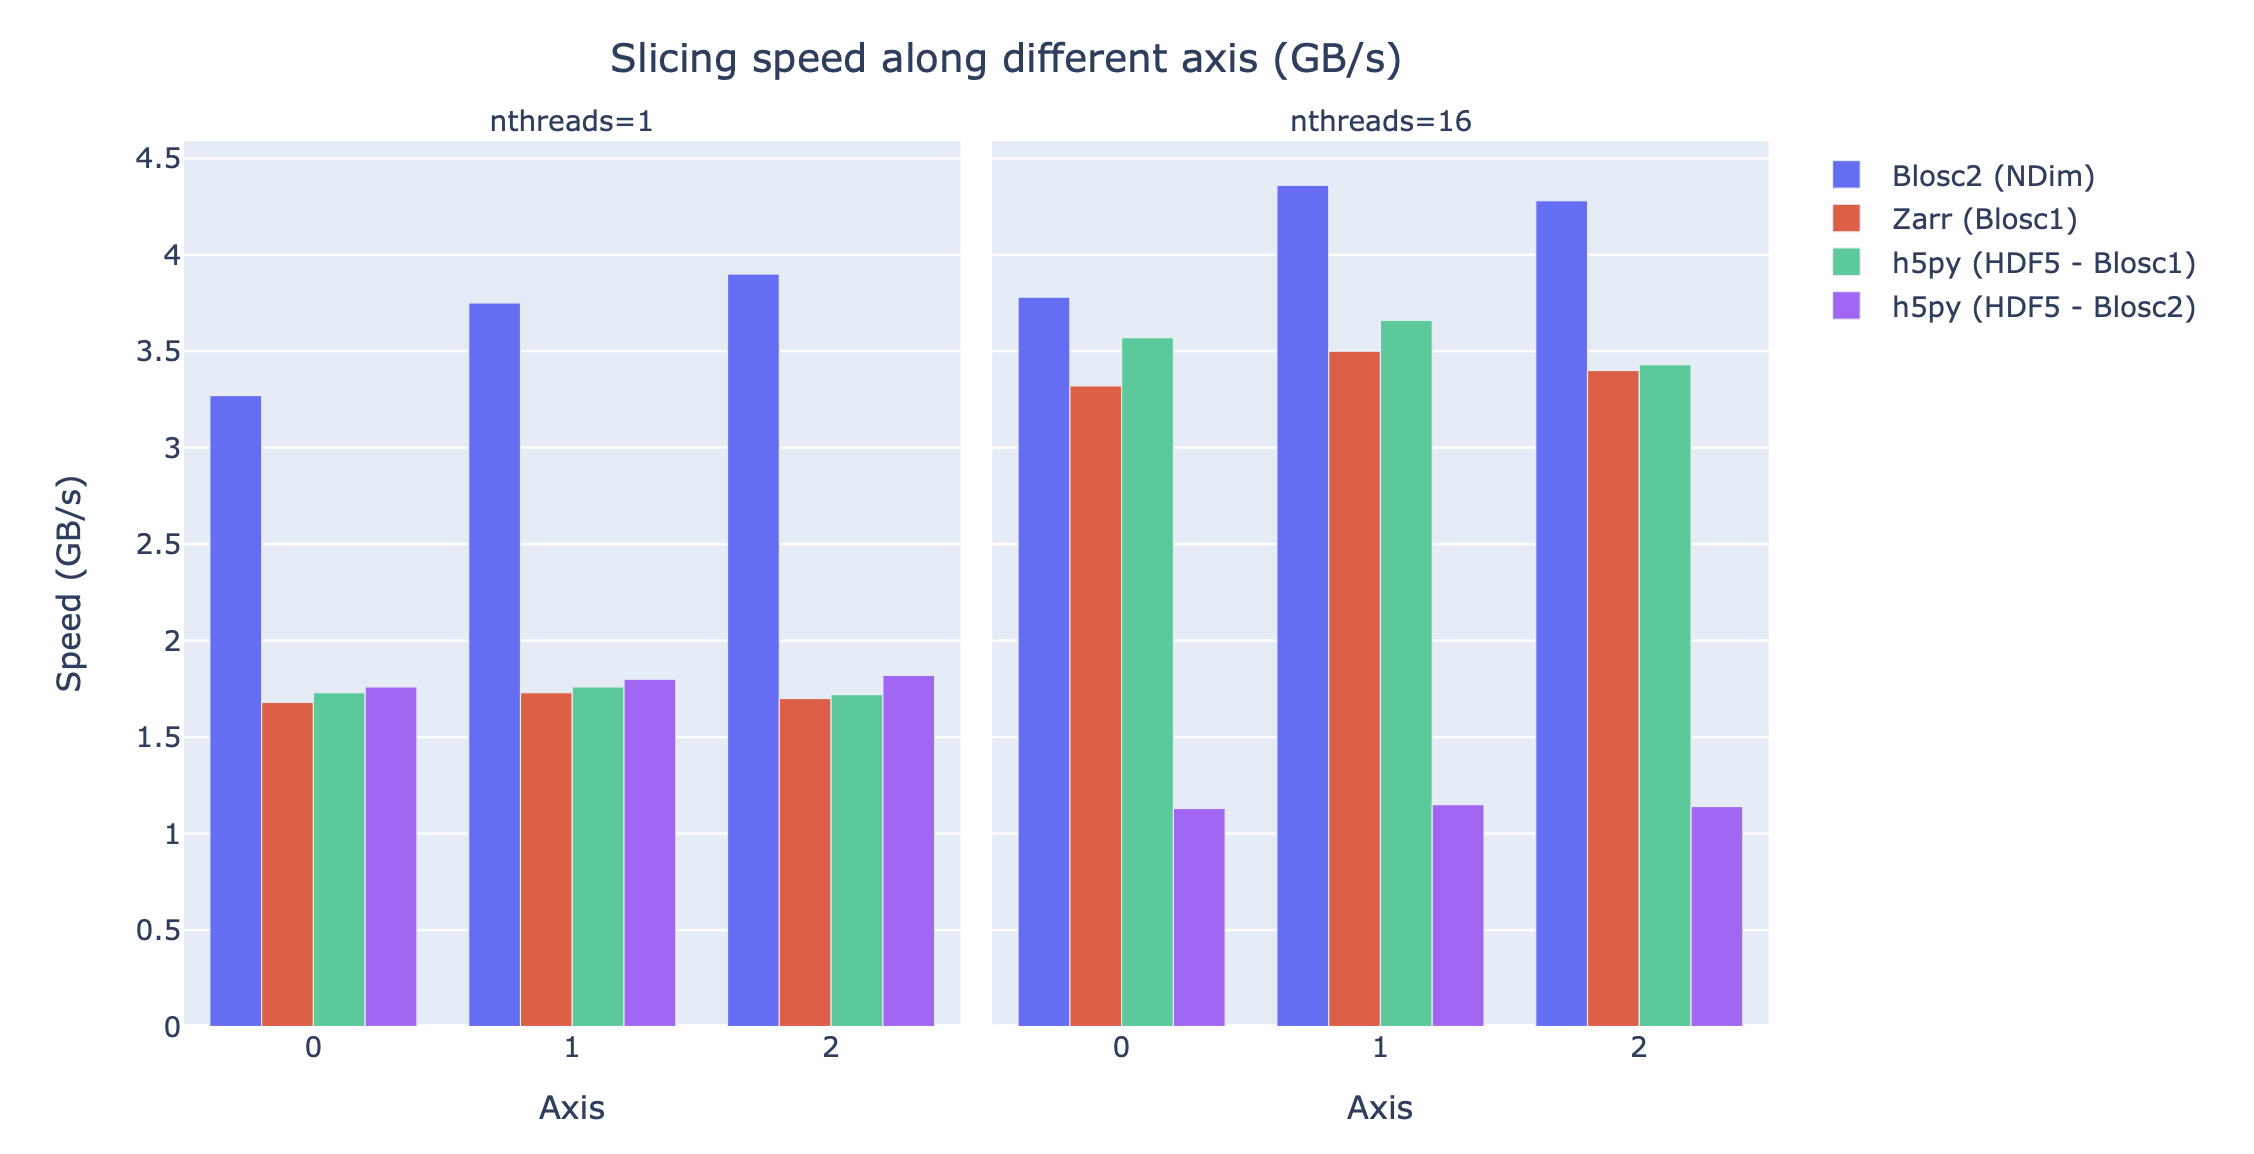 Slicing speed along different axis (GB/s)
nthreads=1
nthreads=16
4.5
4
3.5
3
2.5
2
1.5
1
0.5
0
Speed (GB/s)
0 1 2
0 1 2
Axis
Axis
Blosc2 (NDim)
Zarr (Blosc1)
h5py (HDF5 - Blosc1)
h5py (HDF5 - Blosc2)